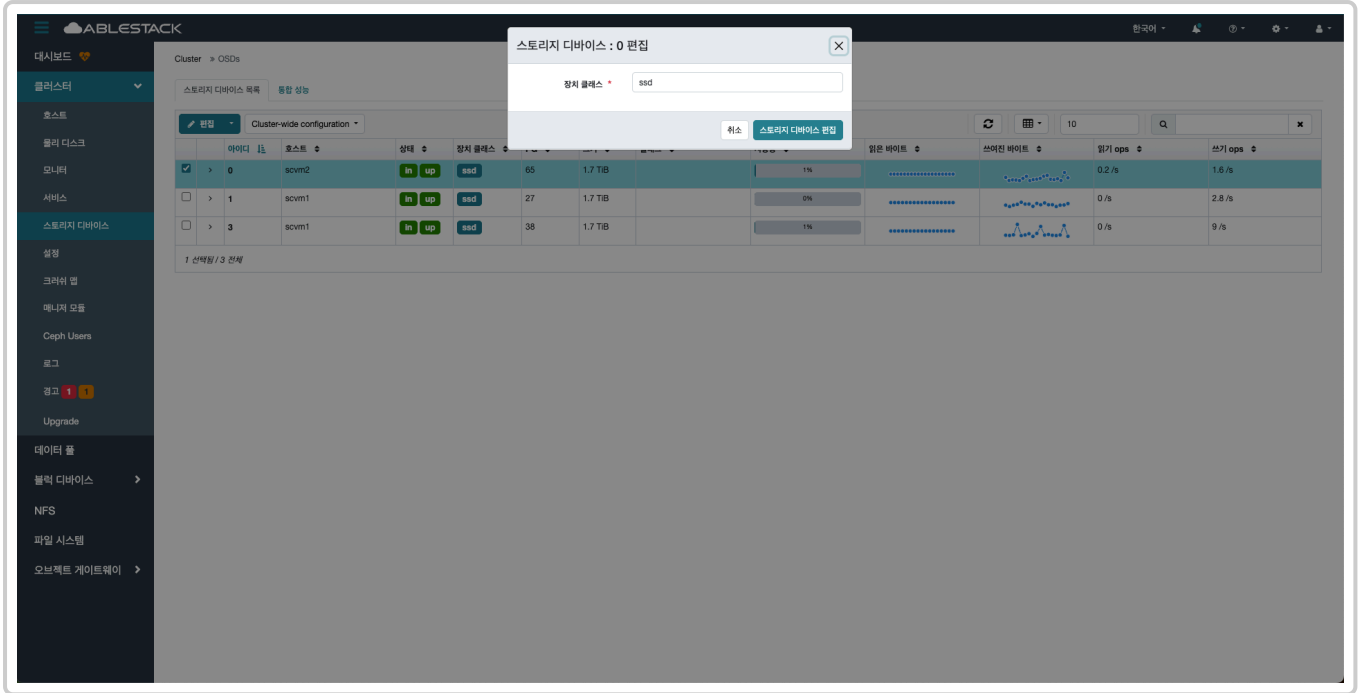 ABLESTACK
한국어
대시보드
클러스터
호스트
물리 디스크
모니터
서비스
스토리지 디바이스
설정
크러쉬 맵
매니저 모듈
Ceph Users
로그
경고 1 1
Upgrade
데이터 풀
블럭 디바이스
NFS
파일 시스템
오브젝트 게이트웨이
Cluster » OSDs
스토리지 디바이스 목록 통합 성능
편집 Cluster-wide configuration 10
스토리지 디바이스 : 0 편집
장치 클래스 * ssd
취소 스토리지 디바이스 편집
아이디 호스트 상태 장치 클래스 읽은 바이트 쓰여진 바이트 읽기 ops 쓰기 ops
0 scvm2 in up ssd 65 1.7 TiB 1% 0.2 /s 1.6 /s
1 scvm1 in up ssd 27 1.7 TiB 0% 0 /s 2.8 /s
3 scvm1 in up ssd 38 1.7 TiB 1% 0 /s 9 /s
1 선택됨 / 3 전체